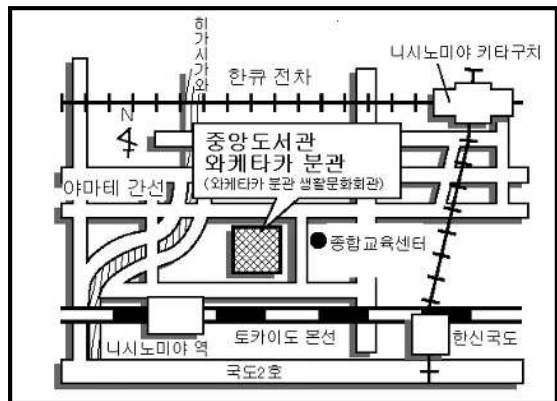 히가시가와
한큐 전차
니시노미야 키타구치
N
중앙도서관
와케타카 분관
(와케타카 분관 생활문화회관)
야마테 간선
종합교육센터
니시노미야 역
토카이도 본선
한신국도
국도2호